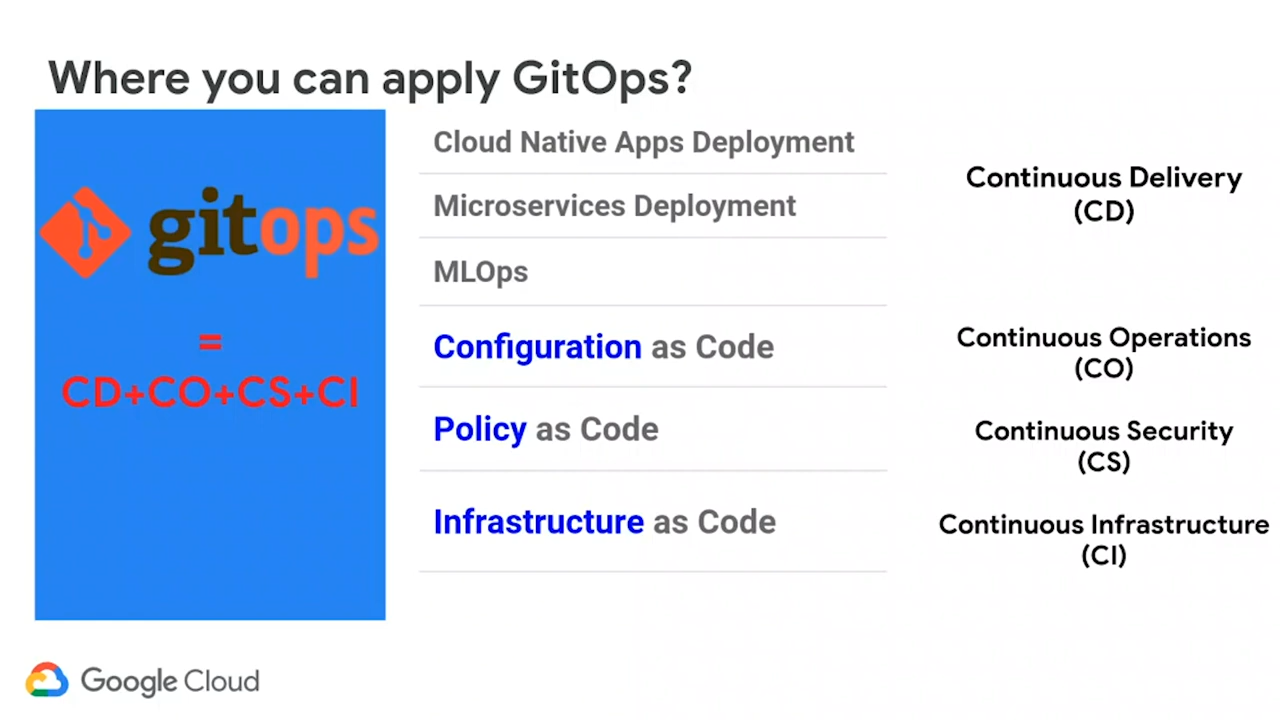 Where you can apply GitOps?
gitops
=
CD+CO+CS+CI
Cloud Native Apps Deployment
Microservices Deployment
MLOps
Configuration as Code
Policy as Code
Infrastructure as Code
Continuous Delivery
(CD)
Continuous Operations
(CO)
Continuous Security
(CS)
Continuous Infrastructure
(CI)
Google Cloud